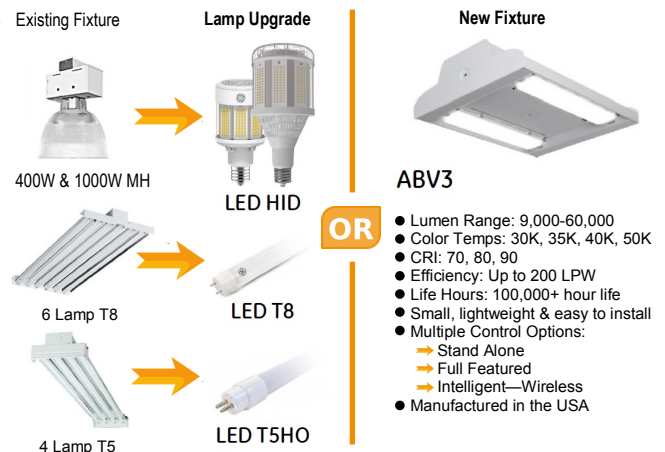 Existing Fixture
Lamp Upgrade
400W & 1000W MH
LED HID
6 Lamp T8
LED T8
4 Lamp T5
LED T5HO
OR
New Fixture
ABV3
● Lumen Range: 9,000-60,000
● Color Temps: 30K, 35K, 40K, 50K
● CRI: 70, 80, 90
● Efficiency: Up to 200 LPW
● Life Hours: 100,000+ hour life
● Small, lightweight & easy to install
● Multiple Control Options:
➔ Stand Alone
➔ Full Featured
➔ Intelligent—Wireless
● Manufactured in the USA